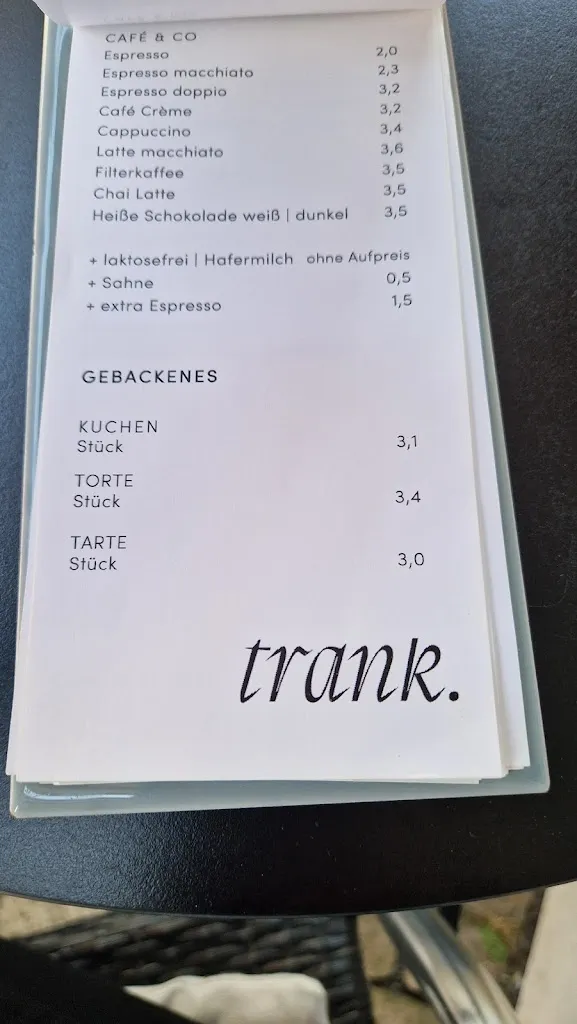 CAFÉ & CO
Espresso 2,0
Espresso macchiato 2,3
Espresso doppio 3,2
Café Crème 3,2
Cappuccino 3,4
Latte macchiato 3,6
Filterkaffee 3,5
Chai Latte 3,5
Heiße Schokolade weiß | dunkel 3,5
+ laktosefrei | Hafermilch ohne Aufpreis
+ Sahne 0,5
+ extra Espresso 1,5
GEBACKENES
KUCHEN
Stück 3,1
TORTE
Stück 3,4
TARTE
Stück 3,0
trank.